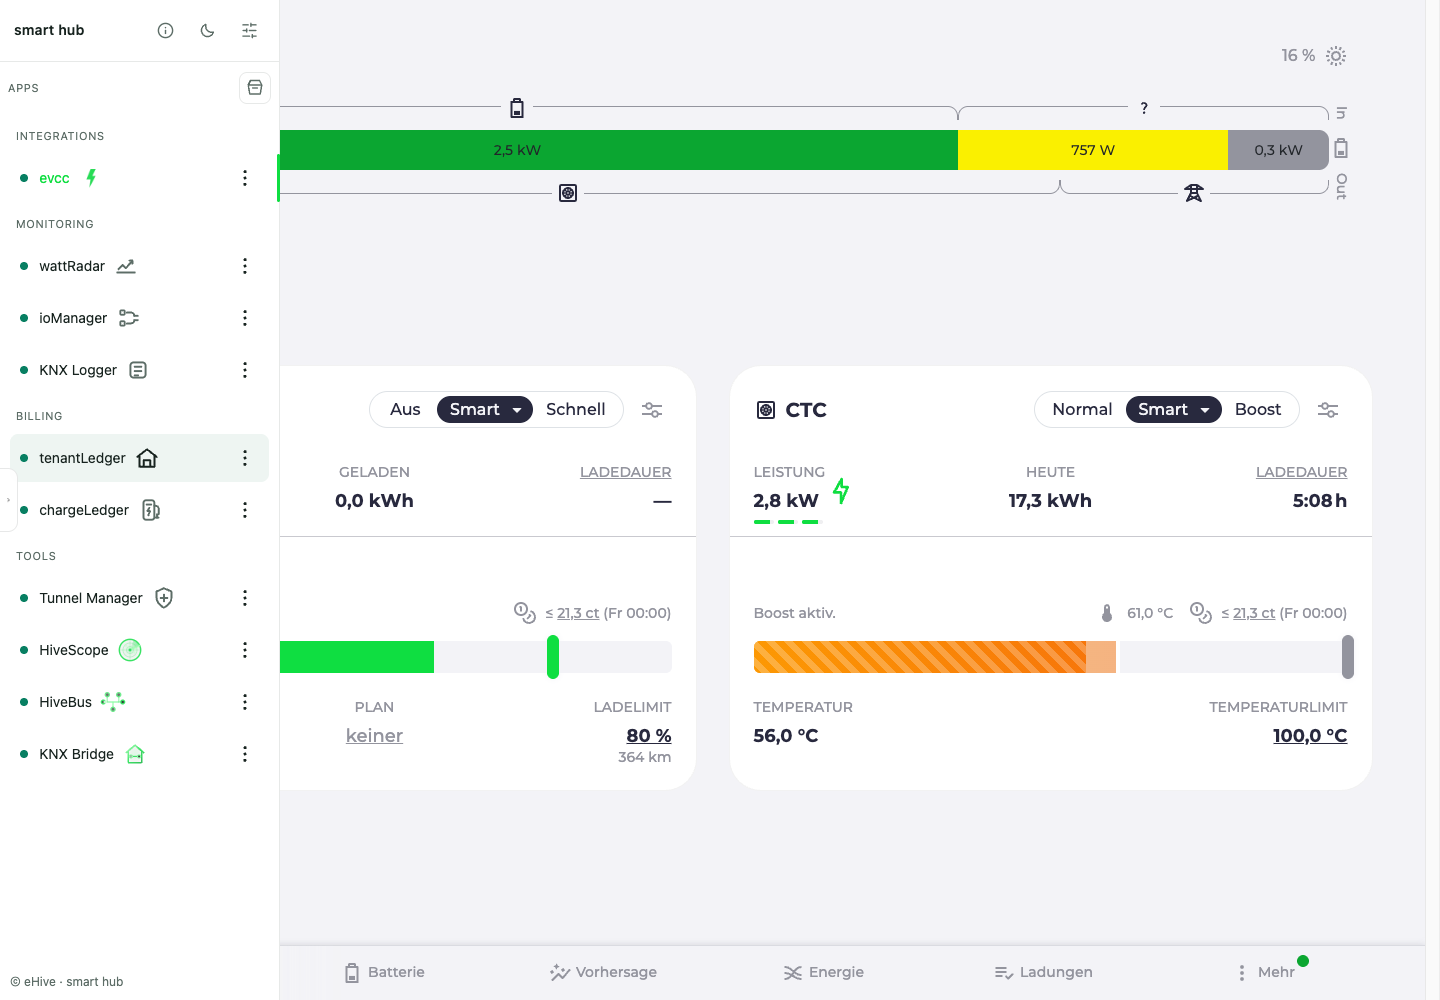 smart hub
APPS
INTEGRATIONS
evcc
MONITORING
wattRadar
ioManager
KNX Logger
BILLING
tenantLedger
chargeLedger
TOOLS
Tunnel Manager
HiveScope
HiveBus
KNX Bridge
© eHive · smart hub
16 %
?
In
2,5 kW
757 W
0,3 kW
Out
Aus
Smart
Schnell
GELADEN
LADEDAUER
0,0 kWh
—
≤ 21,3 ct (Fr 00:00)
PLAN
LADELIMIT
keiner
80 %
364 km
CTC
Normal
Smart
Boost
LEISTUNG
HEUTE
LADEDAUER
2,8 kW
17,3 kWh
5:08 h
Boost aktiv.
61,0 °C
≤ 21,3 ct (Fr 00:00)
TEMPERATUR
TEMPERATURLIMIT
56,0 °C
100,0 °C
Batterie
Vorhersage
Energie
Ladungen
Mehr